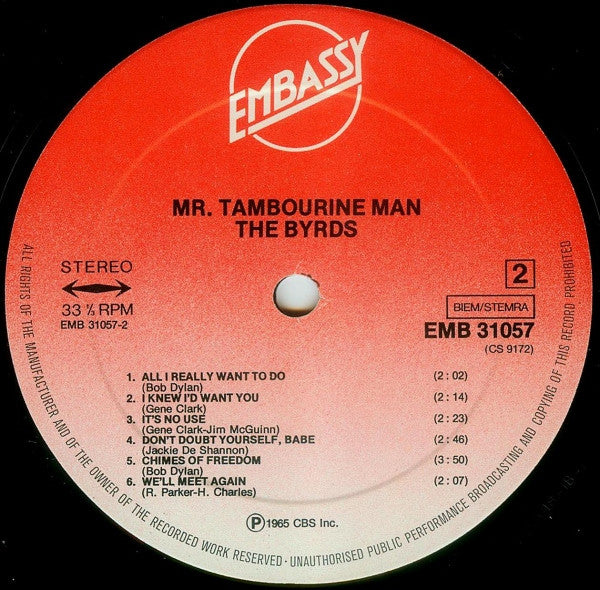 EMBASSY
MR. TAMBOURINE MAN
THE BYRDS
STEREO
33 ⅓ RPM
EMB 31057-2
2
BIEM/STEMRA
EMB 31057
(CS 9172)
1. ALL I REALLY WANT TO DO (2 : 02)
(Bob Dylan)
2. I KNEW I'D WANT YOU (2 : 14)
(Gene Clark)
3. IT'S NO USE (2 : 23)
(Gene Clark-Jim McGuinn)
4. DON'T DOUBT YOURSELF, BABE (2 : 46)
(Jackie De Shannon)
5. CHIMES OF FREEDOM (3 : 50)
(Bob Dylan)
6. WE'LL MEET AGAIN (2 : 07)
(R. Parker-H. Charles)
Ⓟ1965 CBS Inc.
ALL RIGHTS OF THE MANUFACTURER AND OF THE OWNER OF THE RECORDED WORK RESERVED - UNAUTHORISED PUBLIC PERFORMANCE BROADCASTING AND COPYING OF THIS RECORD PROHIBITED